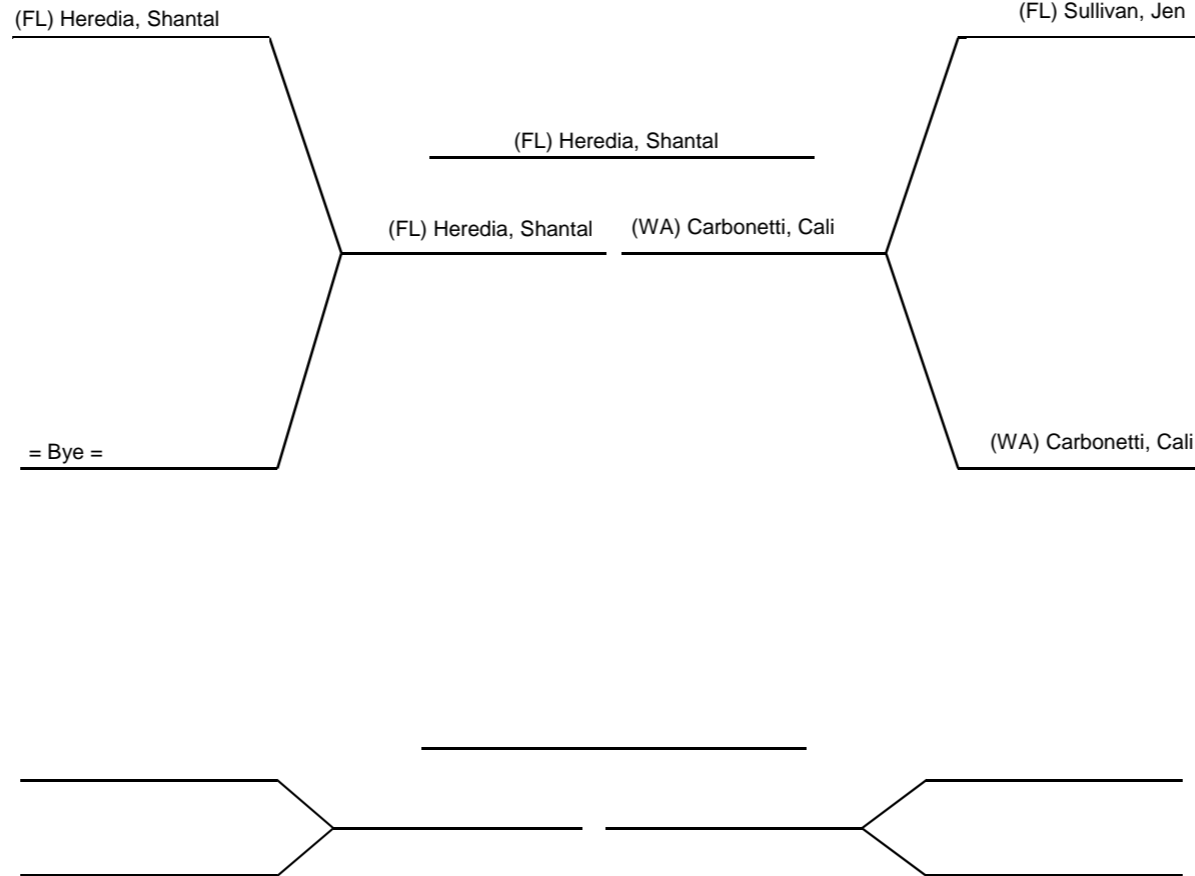 (FL) Heredia, Shantal
(FL) Sullivan, Jen
(FL) Heredia, Shantal
(FL) Heredia, Shantal
(WA) Carbonetti, Cali
= Bye =
(WA) Carbonetti, Cali